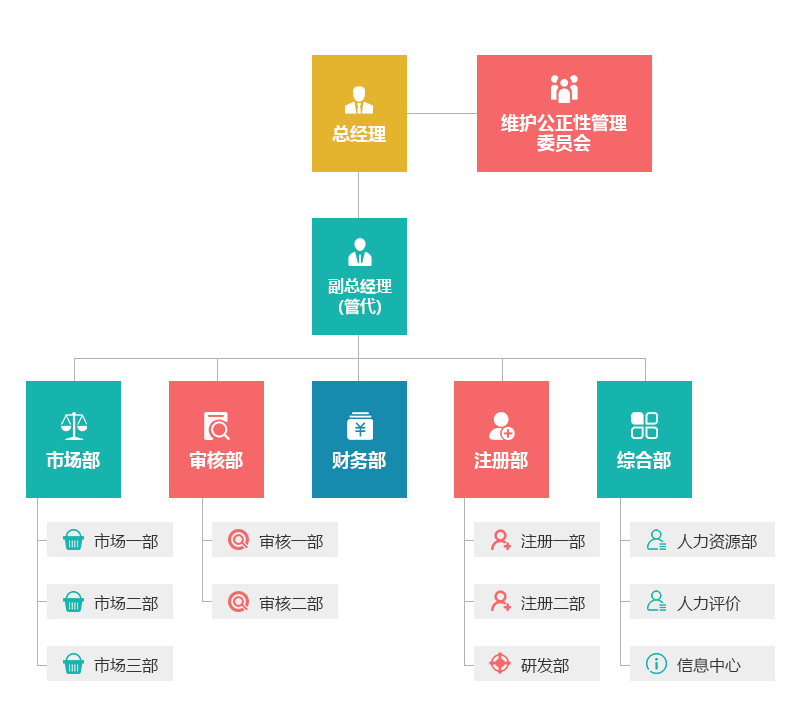 总经理
维护公正性管理
委员会
副总经理
(管代)
市场部
审核部
财务部
注册部
综合部
市场一部
审核一部
注册一部
人力资源部
市场二部
审核二部
注册二部
人力评价
市场三部
研发部
信息中心